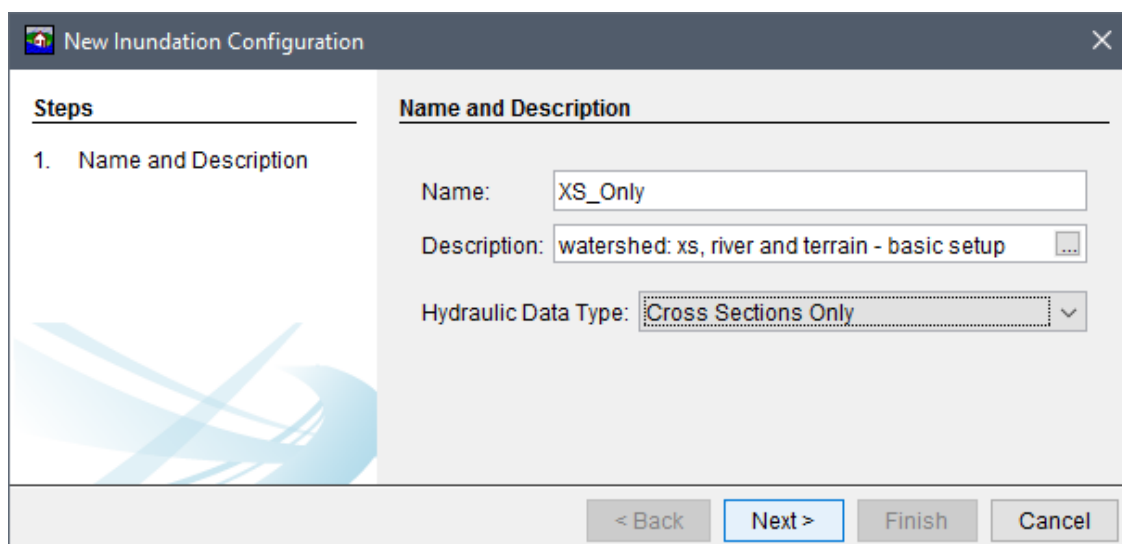 New Inundation Configuration
Steps
1. Name and Description
Name and Description
Name: XS_Only
Description: watershed: xs, river and terrain - basic setup ...
Hydraulic Data Type: Cross Sections Only
< Back Next > Finish Cancel